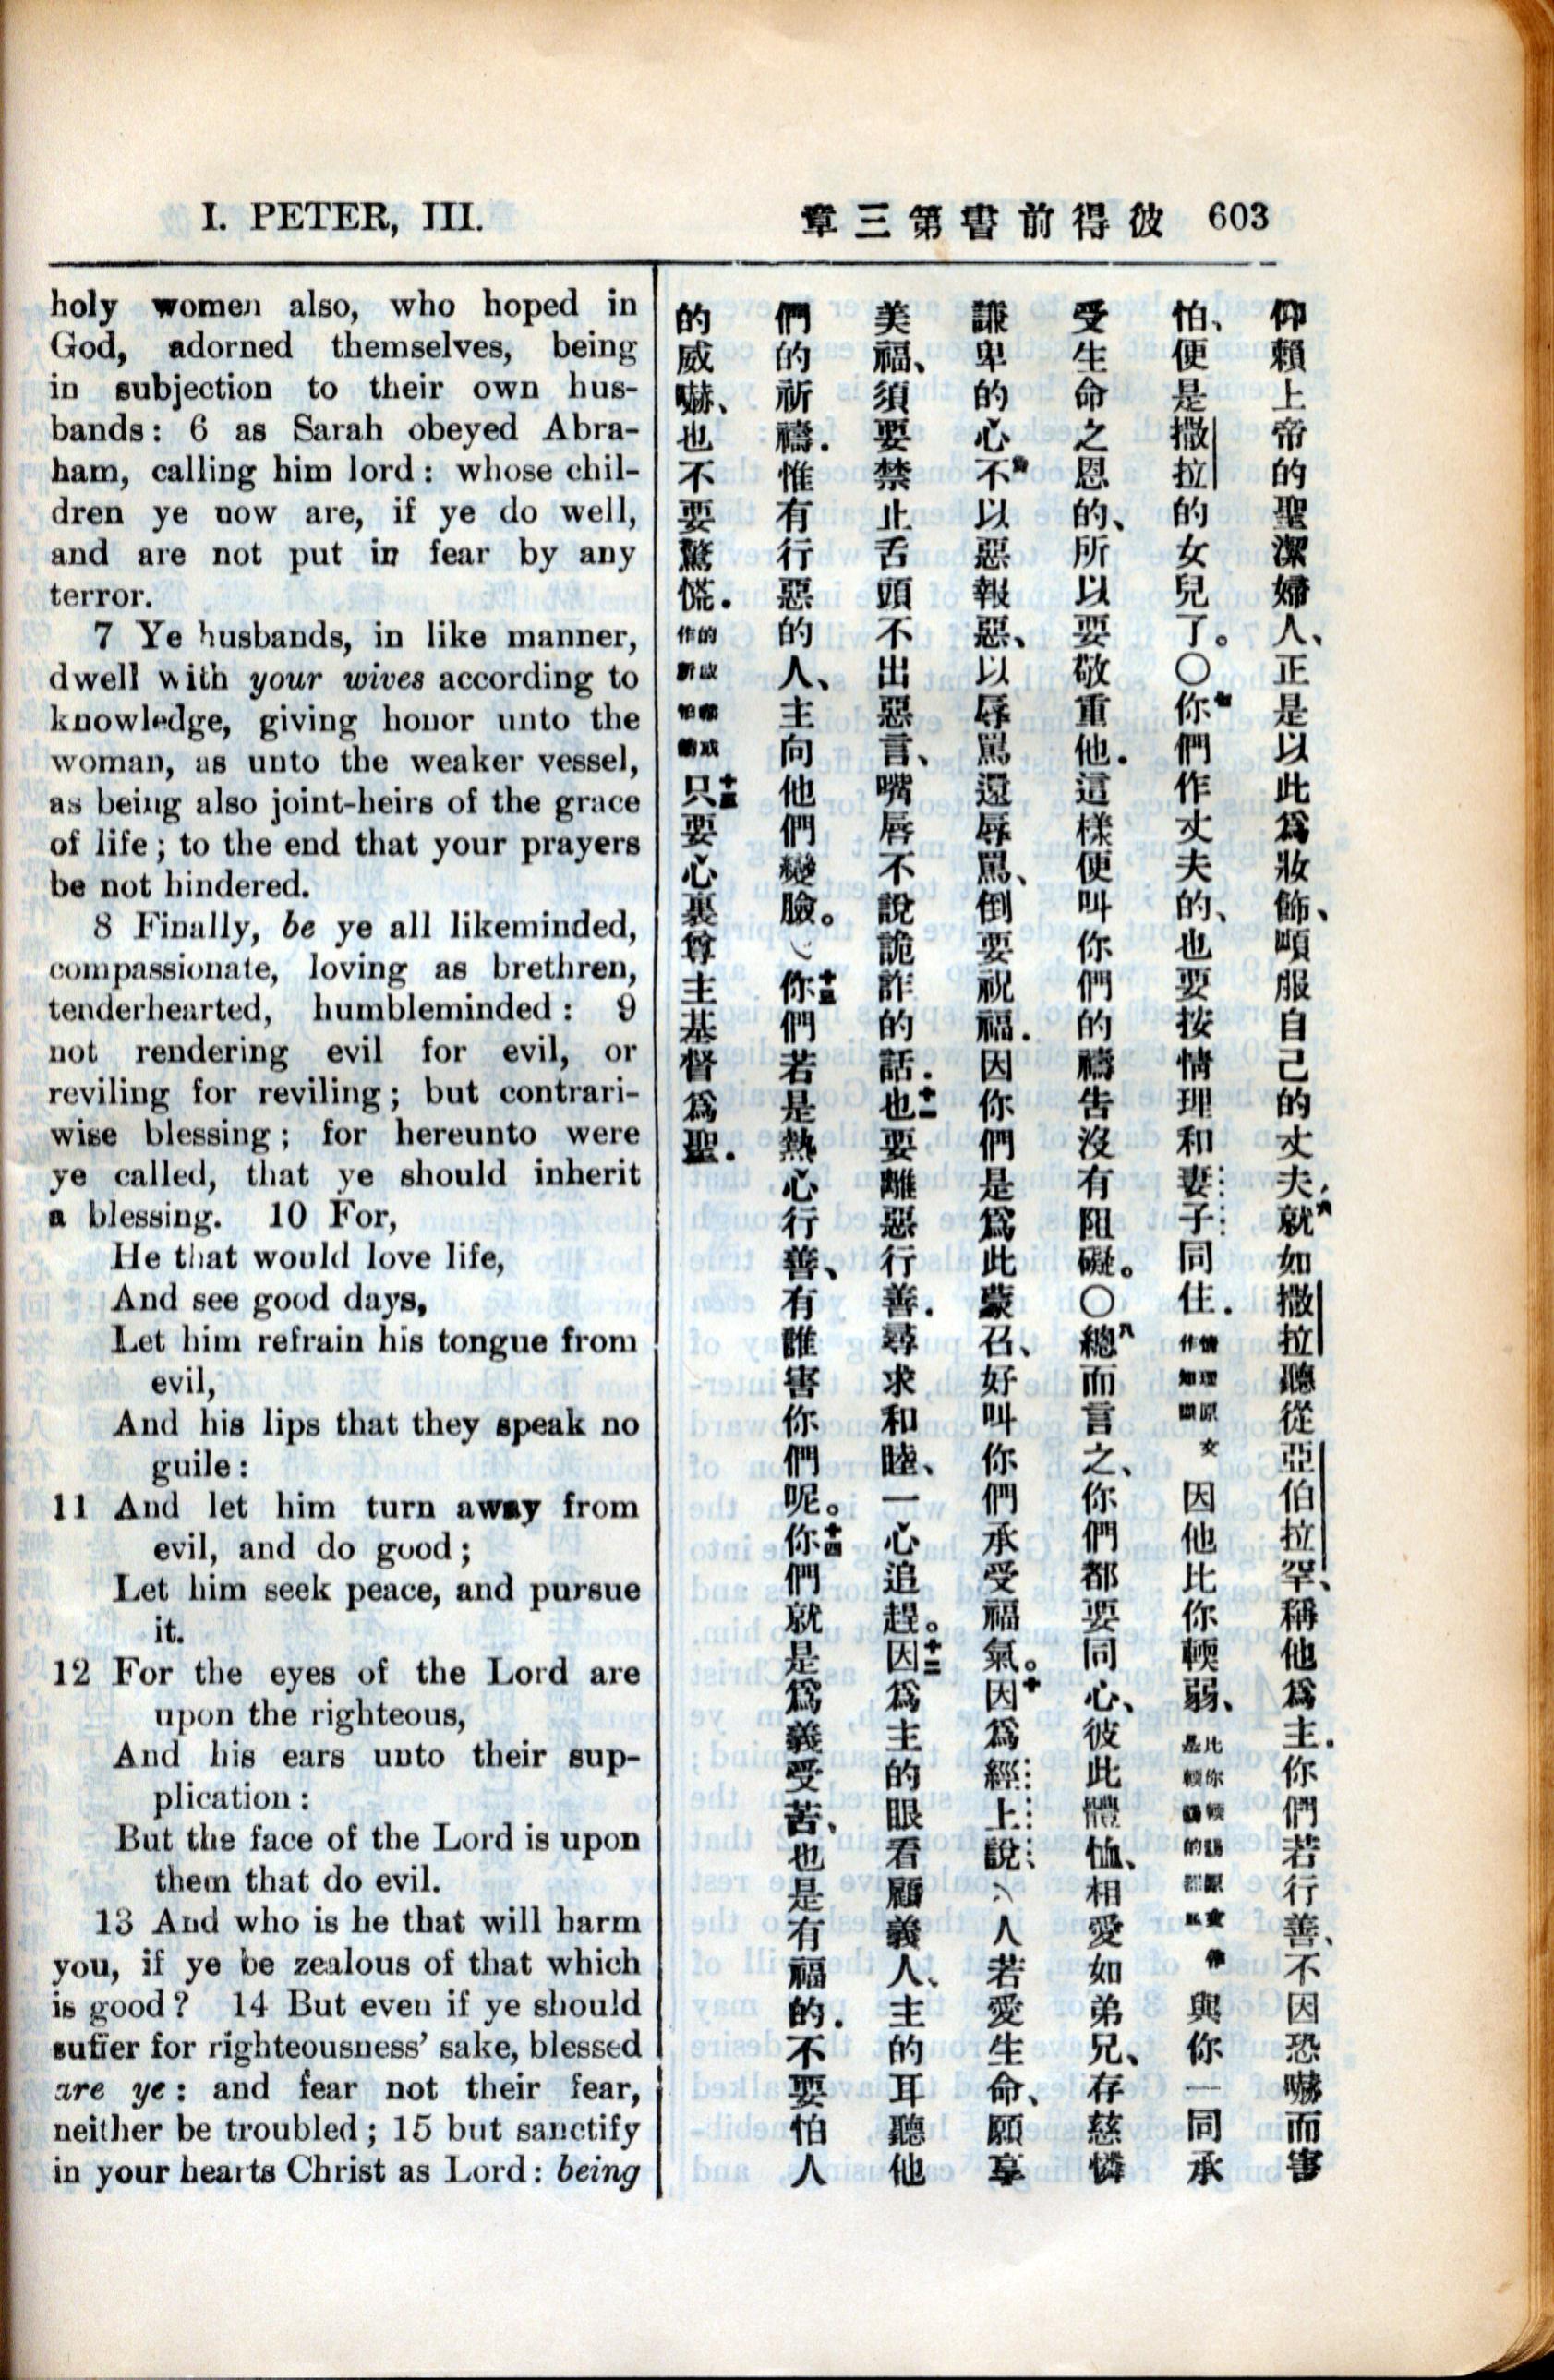 I. PETER, III.
彼得前書第三章 603
holy women also, who hoped in
God, adorned themselves, being
in subjection to their own hus-
bands: 6 as Sarah obeyed Abra-
ham, calling him lord: whose chil-
dren ye now are, if ye do well,
and are not put in fear by any
terror.
7 Ye husbands, in like manner,
dwell with your wives according to
knowledge, giving honor unto the
woman, as unto the weaker vessel,
as being also joint-heirs of the grace
of life; to the end that your prayers
be not hindered.
8 Finally, be ye all likeminded,
compassionate, loving as brethren,
tenderhearted, humbleminded: 9
not rendering evil for evil, or
reviling for reviling; but contrari-
wise blessing; for hereunto were
ye called, that ye should inherit
a blessing. 10 For,
He that would love life,
And see good days,
Let him refrain his tongue from
evil,
And his lips that they speak no
guile:
11 And let him turn away from
evil, and do good;
Let him seek peace, and pursue
it.
12 For the eyes of the Lord are
upon the righteous,
And his ears unto their sup-
plication:
But the face of the Lord is upon
them that do evil.
13 And who is he that will harm
you, if ye be zealous of that which
is good? 14 But even if ye should
suffer for righteousness' sake, blessed
are ye: and fear not their fear,
neither be troubled; 15 but sanctify
in your hearts Christ as Lord: being
仰賴上帝的聖潔婦人、正是以此爲妝飾、順服自己的丈夫.就六如撒拉聽從亞伯拉罕、稱他爲主.你們若行善、不因恐嚇而害
怕、便是撒拉的女兒了。○你七們作丈夫的、也要按情理和妻子同住.情理原文作知識因他比你輭弱、與你一同承
受生命之恩的、所以要敬重他.這樣便叫你們的禱告沒有阻礙。○總八而言之、你們都要同心、彼此體恤、相愛如弟兄、存慈憐
謙卑的心不九以惡報惡、以辱罵還辱罵、倒要祝福.因你們是爲此蒙召、好叫你們承受福氣。因十爲經上說、人若愛生命、願享
美福、須要禁止舌頭不出惡言、嘴唇不說詭詐的話.也十一要離惡行善.尋求和睦、一心追趕。因十二爲主的眼看顧義人、主的耳聽他
們的祈禱.惟有行惡的人、主向他們變臉。你十三們若是熱心行善、有誰害你們呢。你十四們就是爲義受苦、也是有福的.不要怕人
的威嚇、也不要驚慌.只十五要心裏尊主基督爲聖.